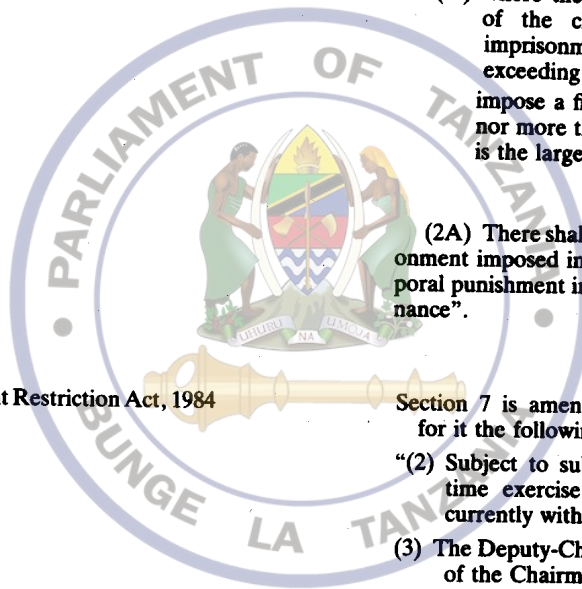 of the c
imprisonm
exceeding
impose a fi
nor more t
is the large
(2A) There shal
onment imposed in
poral punishment in
nance".
t Restriction Act, 1984
Section 7 is amen
for it the followin
"(2) Subject to su
time exercise
currently with
(3) The Deputy-Ch
of the Chairm
PARLIAMENT OF TANZANIA
UHURU NA UMOJA
BUNGE LA TANZANIA